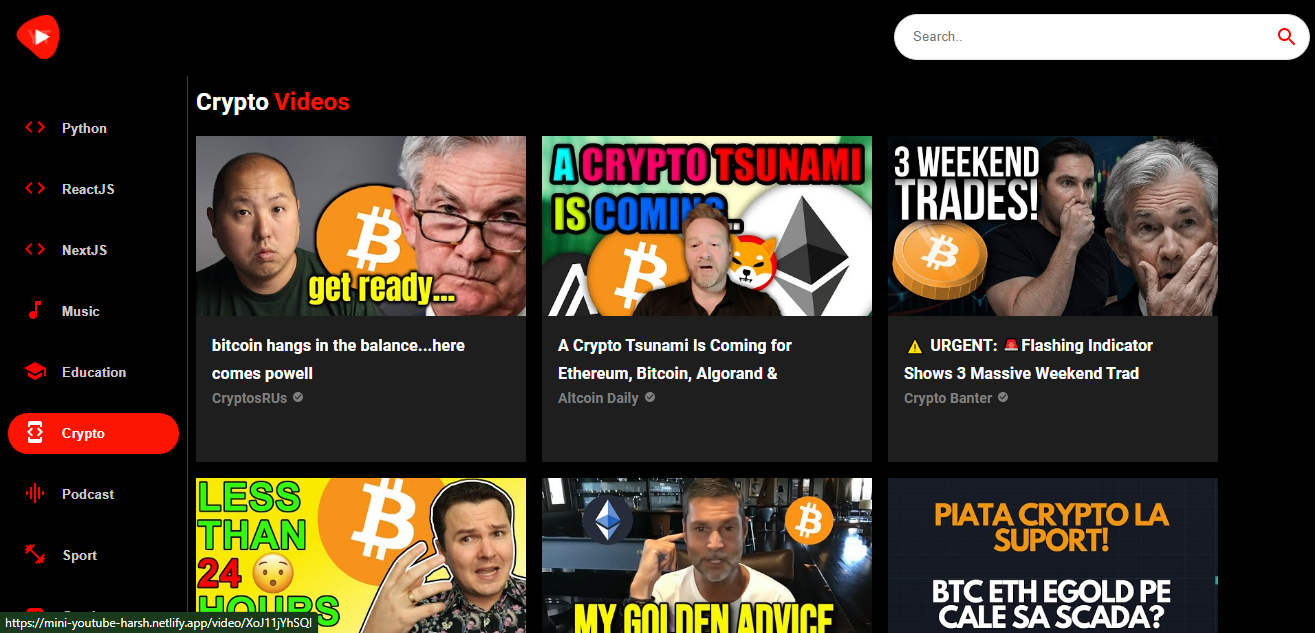 Search..
Python
ReactJS
NextJS
Music
Education
Crypto
Podcast
Sport
https://mini-youtube-harsh.netlify.app/video/XoJ11jYhSQI
Crypto Videos
get ready...
bitcoin hangs in the balance...here
comes powell
CryptosRUs
A CRYPTO TSUNAMI
IS COMING..
A Crypto Tsunami Is Coming for
Ethereum, Bitcoin, Algorand &
Altcoin Daily
3 WEEKEND
TRADES!
⚠️ URGENT: 🚨Flashing Indicator
Shows 3 Massive Weekend Trad
Crypto Banter
LESS
THAN
24
HOURS
MY GOLDEN ADVICE
PIATA CRYPTO LA
SUPORT!
BTC ETH EGOLD PE
CALE SA SCADA?